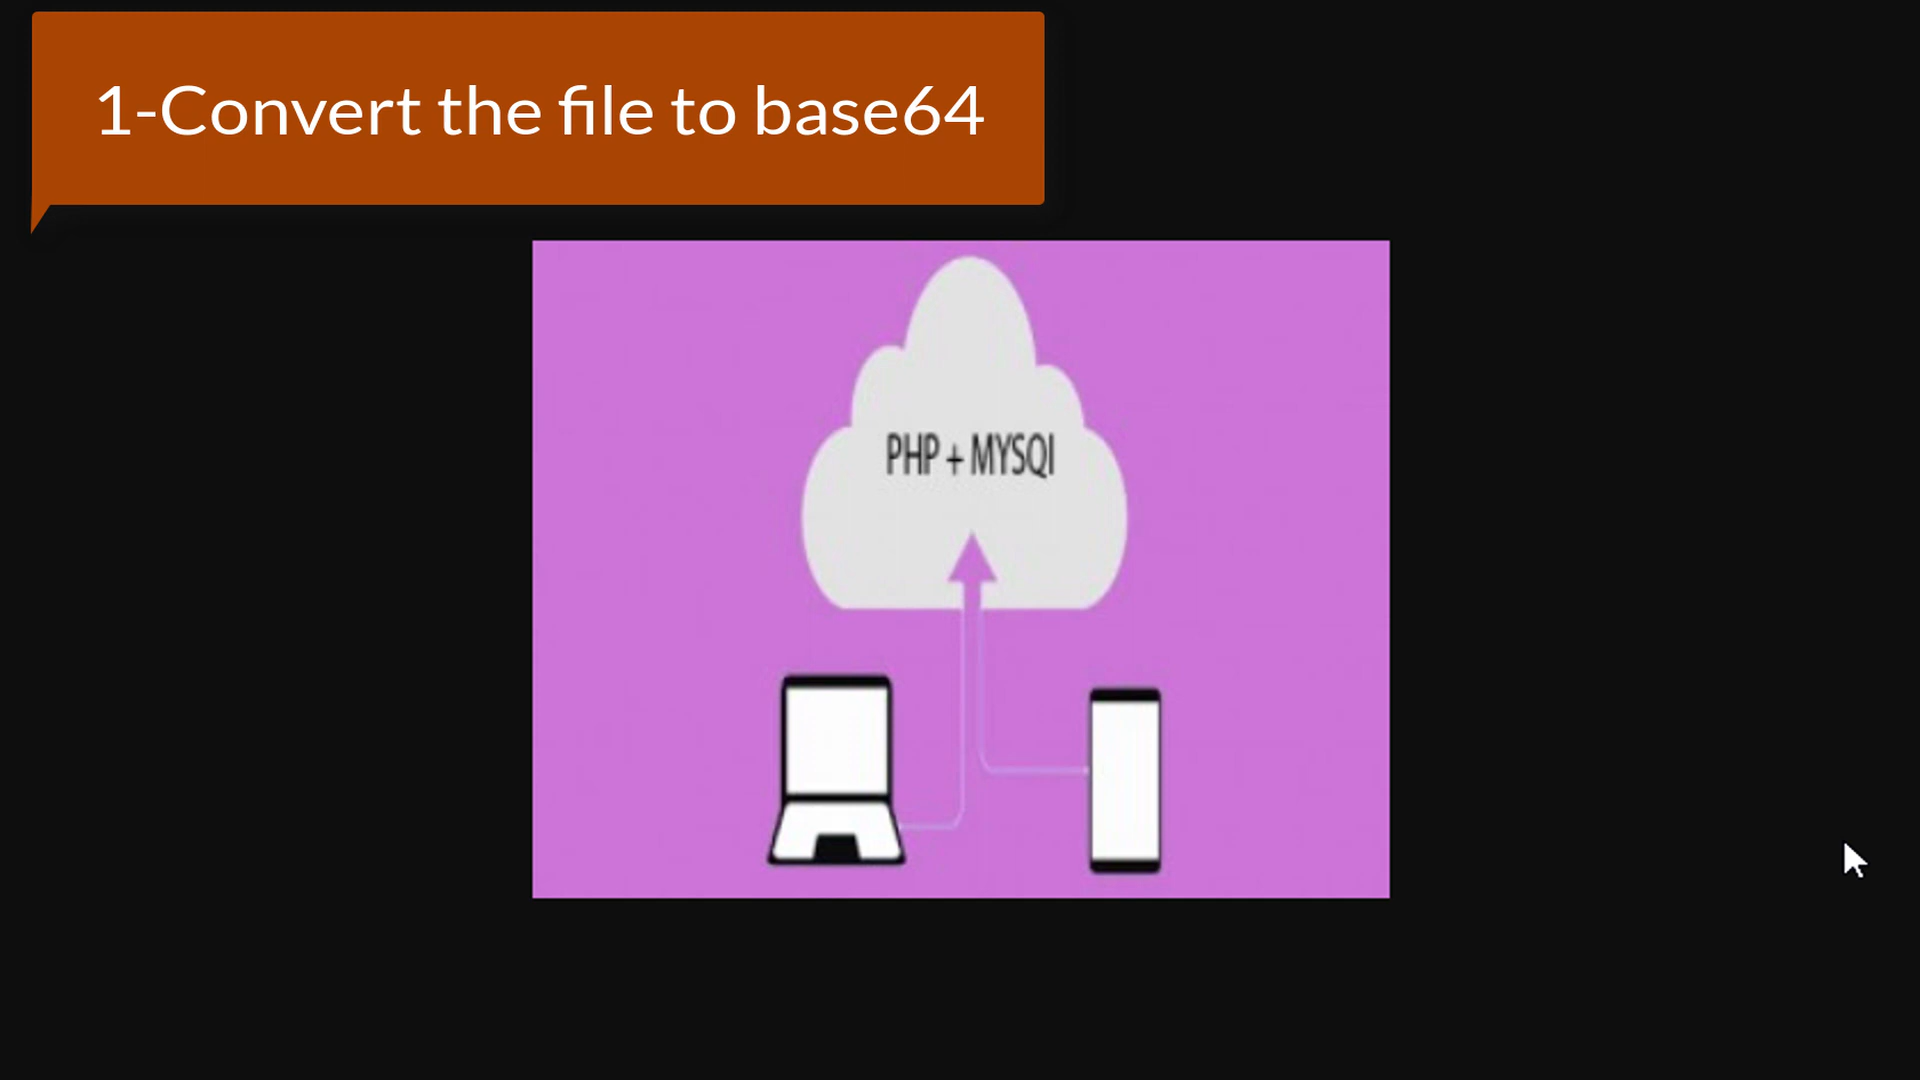 1-Convert the file to base64
PHP + MYSQl